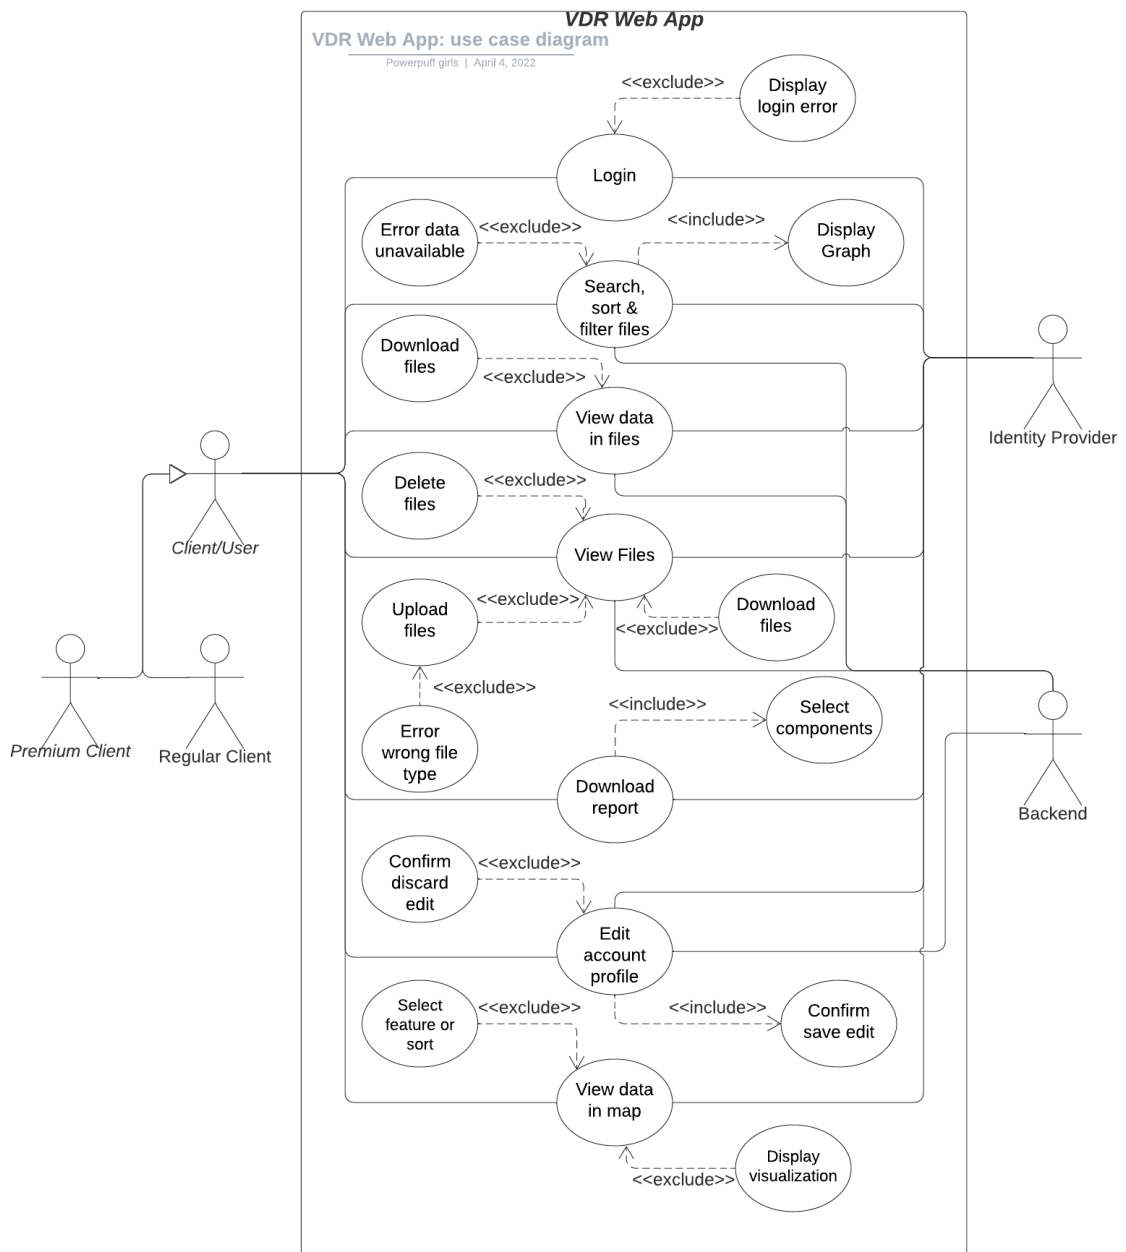 VDR Web App
VDR Web App: use case diagram
Powerpuff girls | April 4, 2022
<<exclude>>
Display
login error
Login
Error data
unavailable
<<exclude>>
<<include>>
Display
Graph
Search,
sort &
filter files
Download
files
<<exclude>>
View data
in files
Identity Provider
Delete
files
<<exclude>>
Client/User
View Files
Upload
files
<<exclude>>
<<exclude>>
Download
files
<<exclude>>
Premium Client
Regular Client
Error
wrong file
type
<<include>>
Select
components
Download
report
Backend
Confirm
discard
edit
<<exclude>>
Edit
account
profile
Select
feature or
sort
<<exclude>>
<<include>>
Confirm
save edit
View data
in map
<<exclude>>
Display
visualization